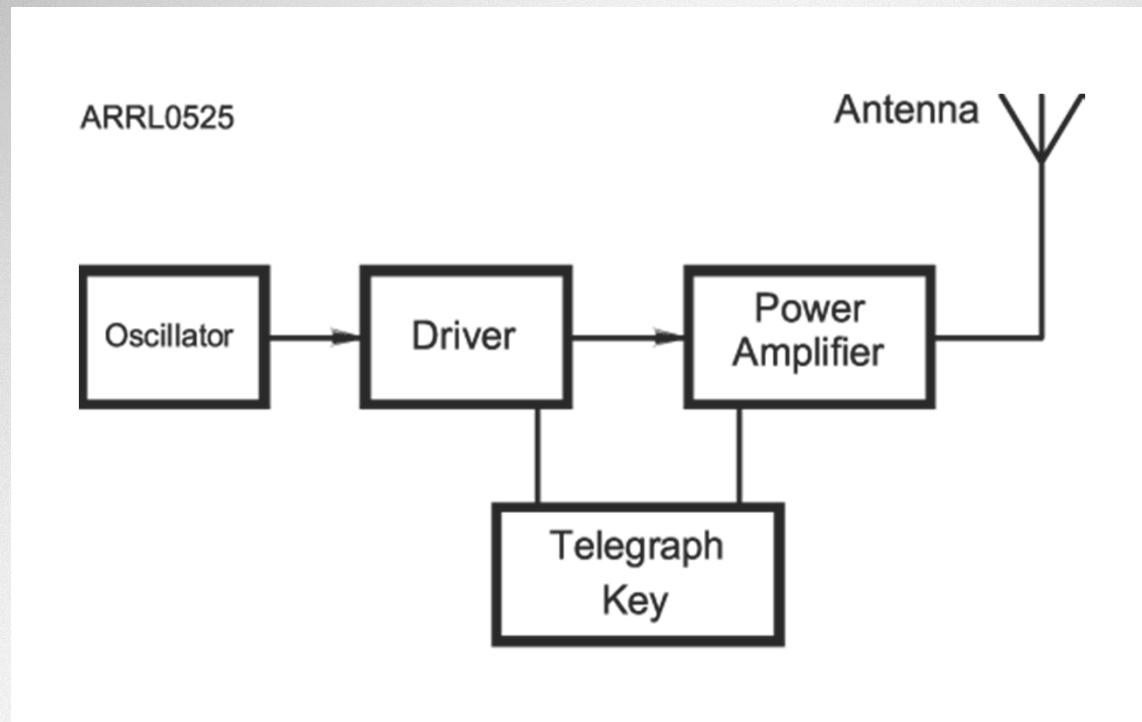 ARRL0525
Antenna
Oscillator
Driver
Power
Amplifier
Telegraph
Key